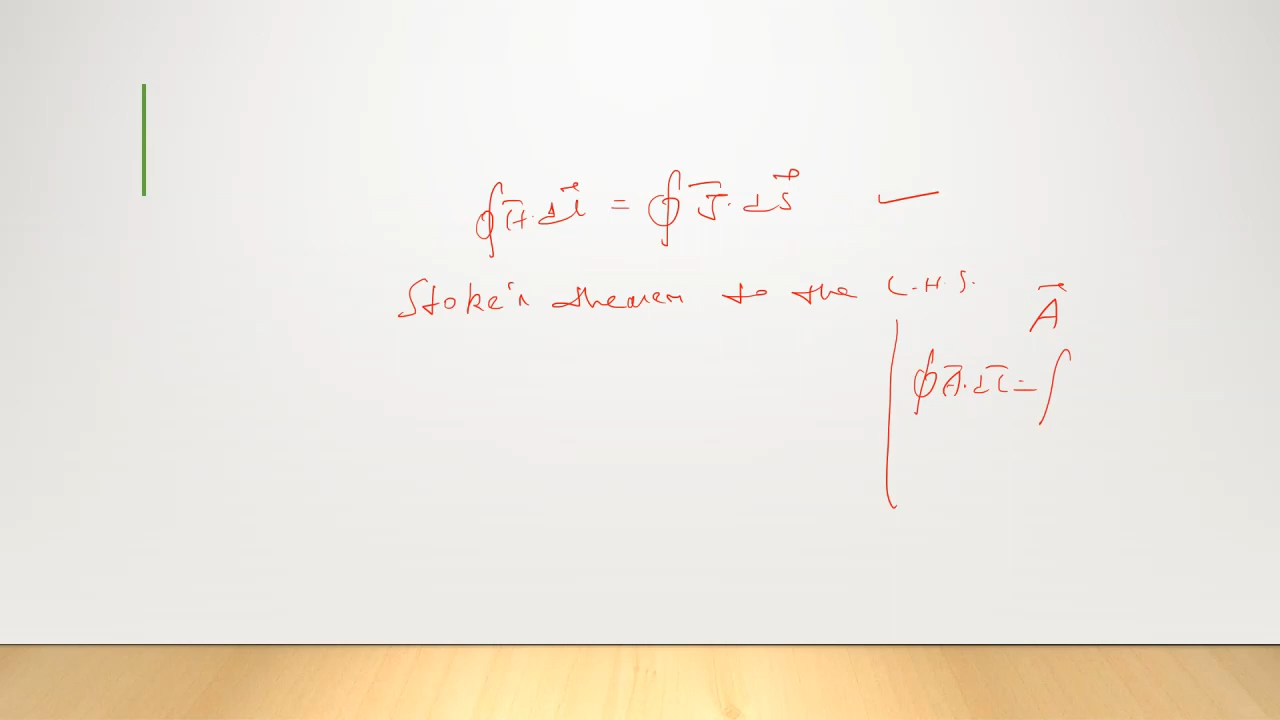 ∮H̅·dl⃗ = ∮J̅·dS⃗ ✓
Stoke's theorem to the L.H.S.
A⃗
∮A̅·dl̅ = ∫